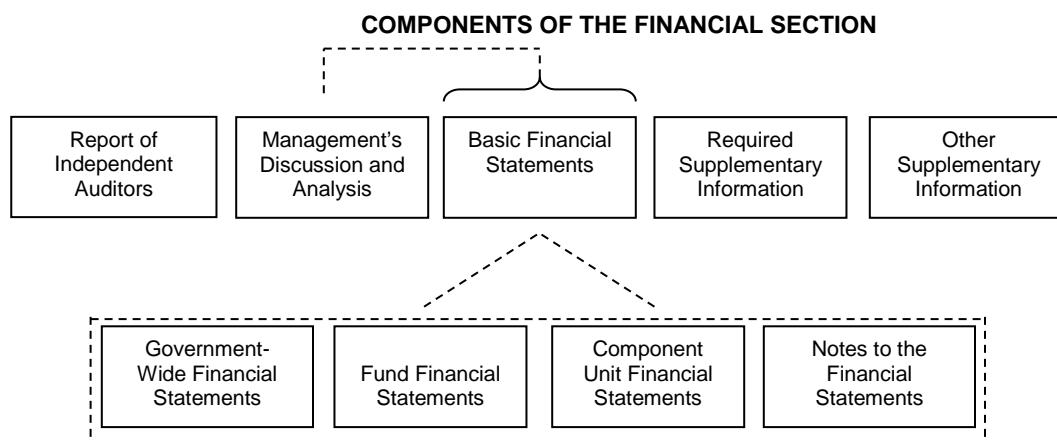 COMPONENTS OF THE FINANCIAL SECTION
Report of
Independent
Auditors
Management’s
Discussion and
Analysis
Basic Financial
Statements
Required
Supplementary
Information
Other
Supplementary
Information
Government-
Wide Financial
Statements
Fund Financial
Statements
Component
Unit Financial
Statements
Notes to the
Financial
Statements